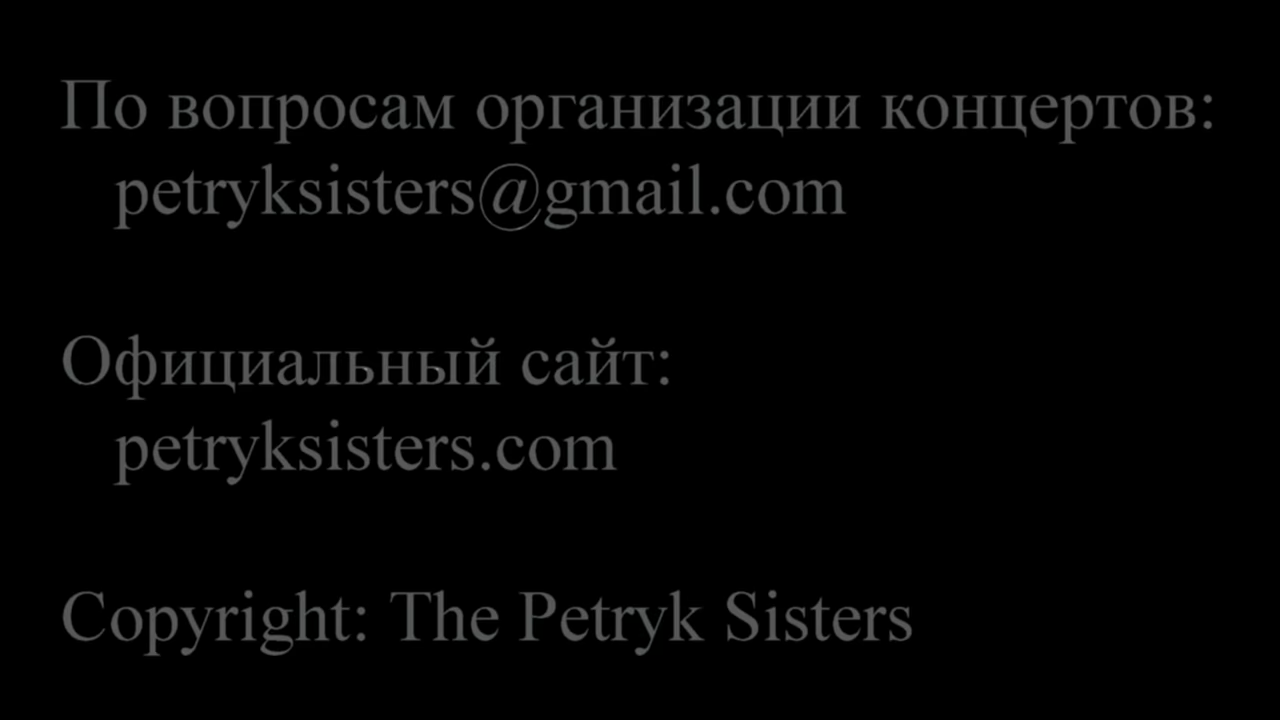 По вопросам организации концертов:
petryksisters@gmail.com
Официальный сайт:
petryksisters.com
Copyright: The Petryk Sisters